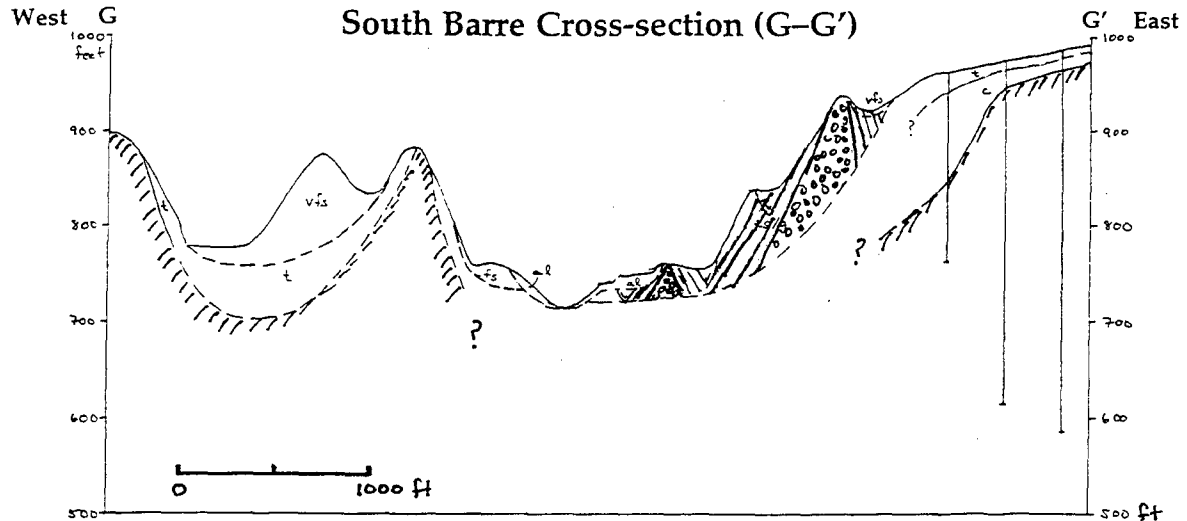 South Barre Cross-section (G–G′)
West G
G′ East
1000
feet
900
800
700
600
500
1000
900
800
700
600
500 ft
t
vfs
t
fs
al
al
vfs
t
c
?
?
?
0 1000 ft